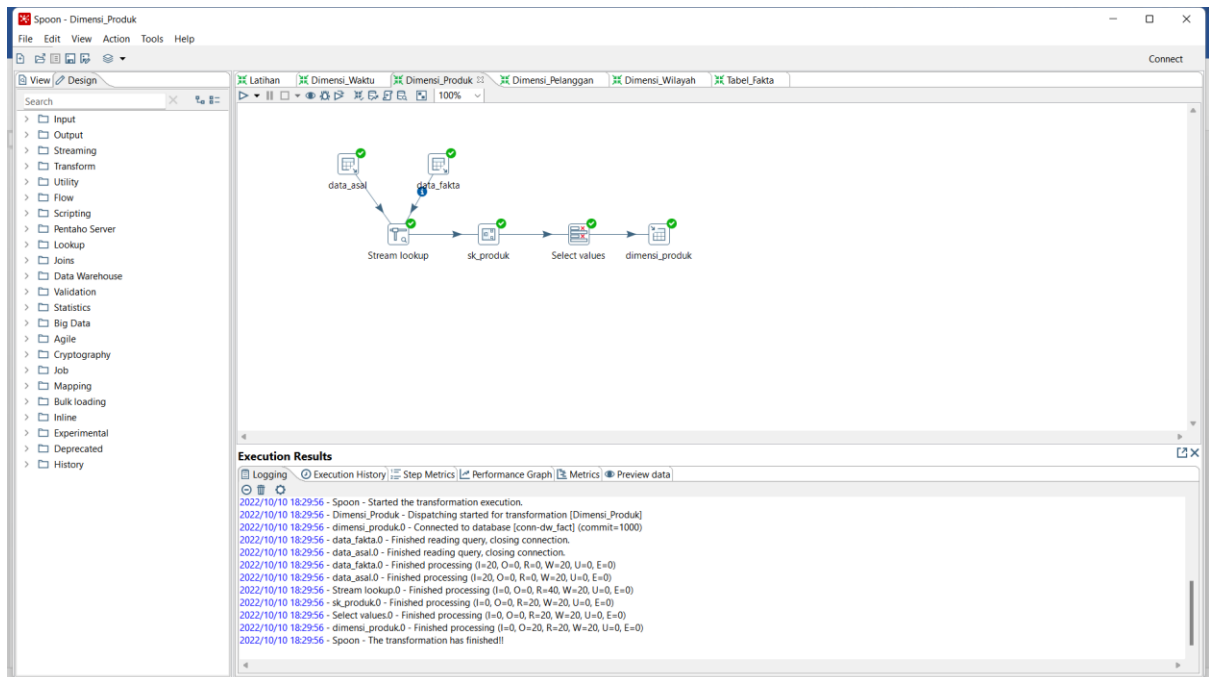 Spoon - Dimensi_Produk
File Edit View Action Tools Help
Connect
View Design
Latihan Dimensi_Waktu Dimensi_Produk Dimensi_Pelanggan Dimensi_Wilayah Tabel_Fakta
Search
100%
Input
Output
Streaming
Transform
Utility
Flow
Scripting
Pentaho Server
Lookup
Joins
Data Warehouse
Validation
Statistics
Big Data
Agile
Cryptography
Job
Mapping
Bulk loading
Inline
Experimental
Deprecated
History
data_asal data_fakta
Stream lookup sk_produk Select values dimensi_produk
Execution Results
Logging Execution History Step Metrics Performance Graph Metrics Preview data
2022/10/10 18:29:56 - Spoon - Started the transformation execution.
2022/10/10 18:29:56 - Dimensi_Produk - Dispatching started for transformation [Dimensi_Produk]
2022/10/10 18:29:56 - dimensi_produk.0 - Connected to database [conn-dw_fact] (commit=1000)
2022/10/10 18:29:56 - data_fakta.0 - Finished reading query, closing connection.
2022/10/10 18:29:56 - data_asal.0 - Finished reading query, closing connection.
2022/10/10 18:29:56 - data_fakta.0 - Finished processing (I=20, O=0, R=0, W=20, U=0, E=0)
2022/10/10 18:29:56 - data_asal.0 - Finished processing (I=20, O=0, R=0, W=20, U=0, E=0)
2022/10/10 18:29:56 - Stream lookup.0 - Finished processing (I=0, O=0, R=40, W=20, U=0, E=0)
2022/10/10 18:29:56 - sk_produk.0 - Finished processing (I=0, O=0, R=20, W=20, U=0, E=0)
2022/10/10 18:29:56 - Select values.0 - Finished processing (I=0, O=0, R=20, W=20, U=0, E=0)
2022/10/10 18:29:56 - dimensi_produk.0 - Finished processing (I=0, O=20, R=20, W=20, U=0, E=0)
2022/10/10 18:29:56 - Spoon - The transformation has finished!!